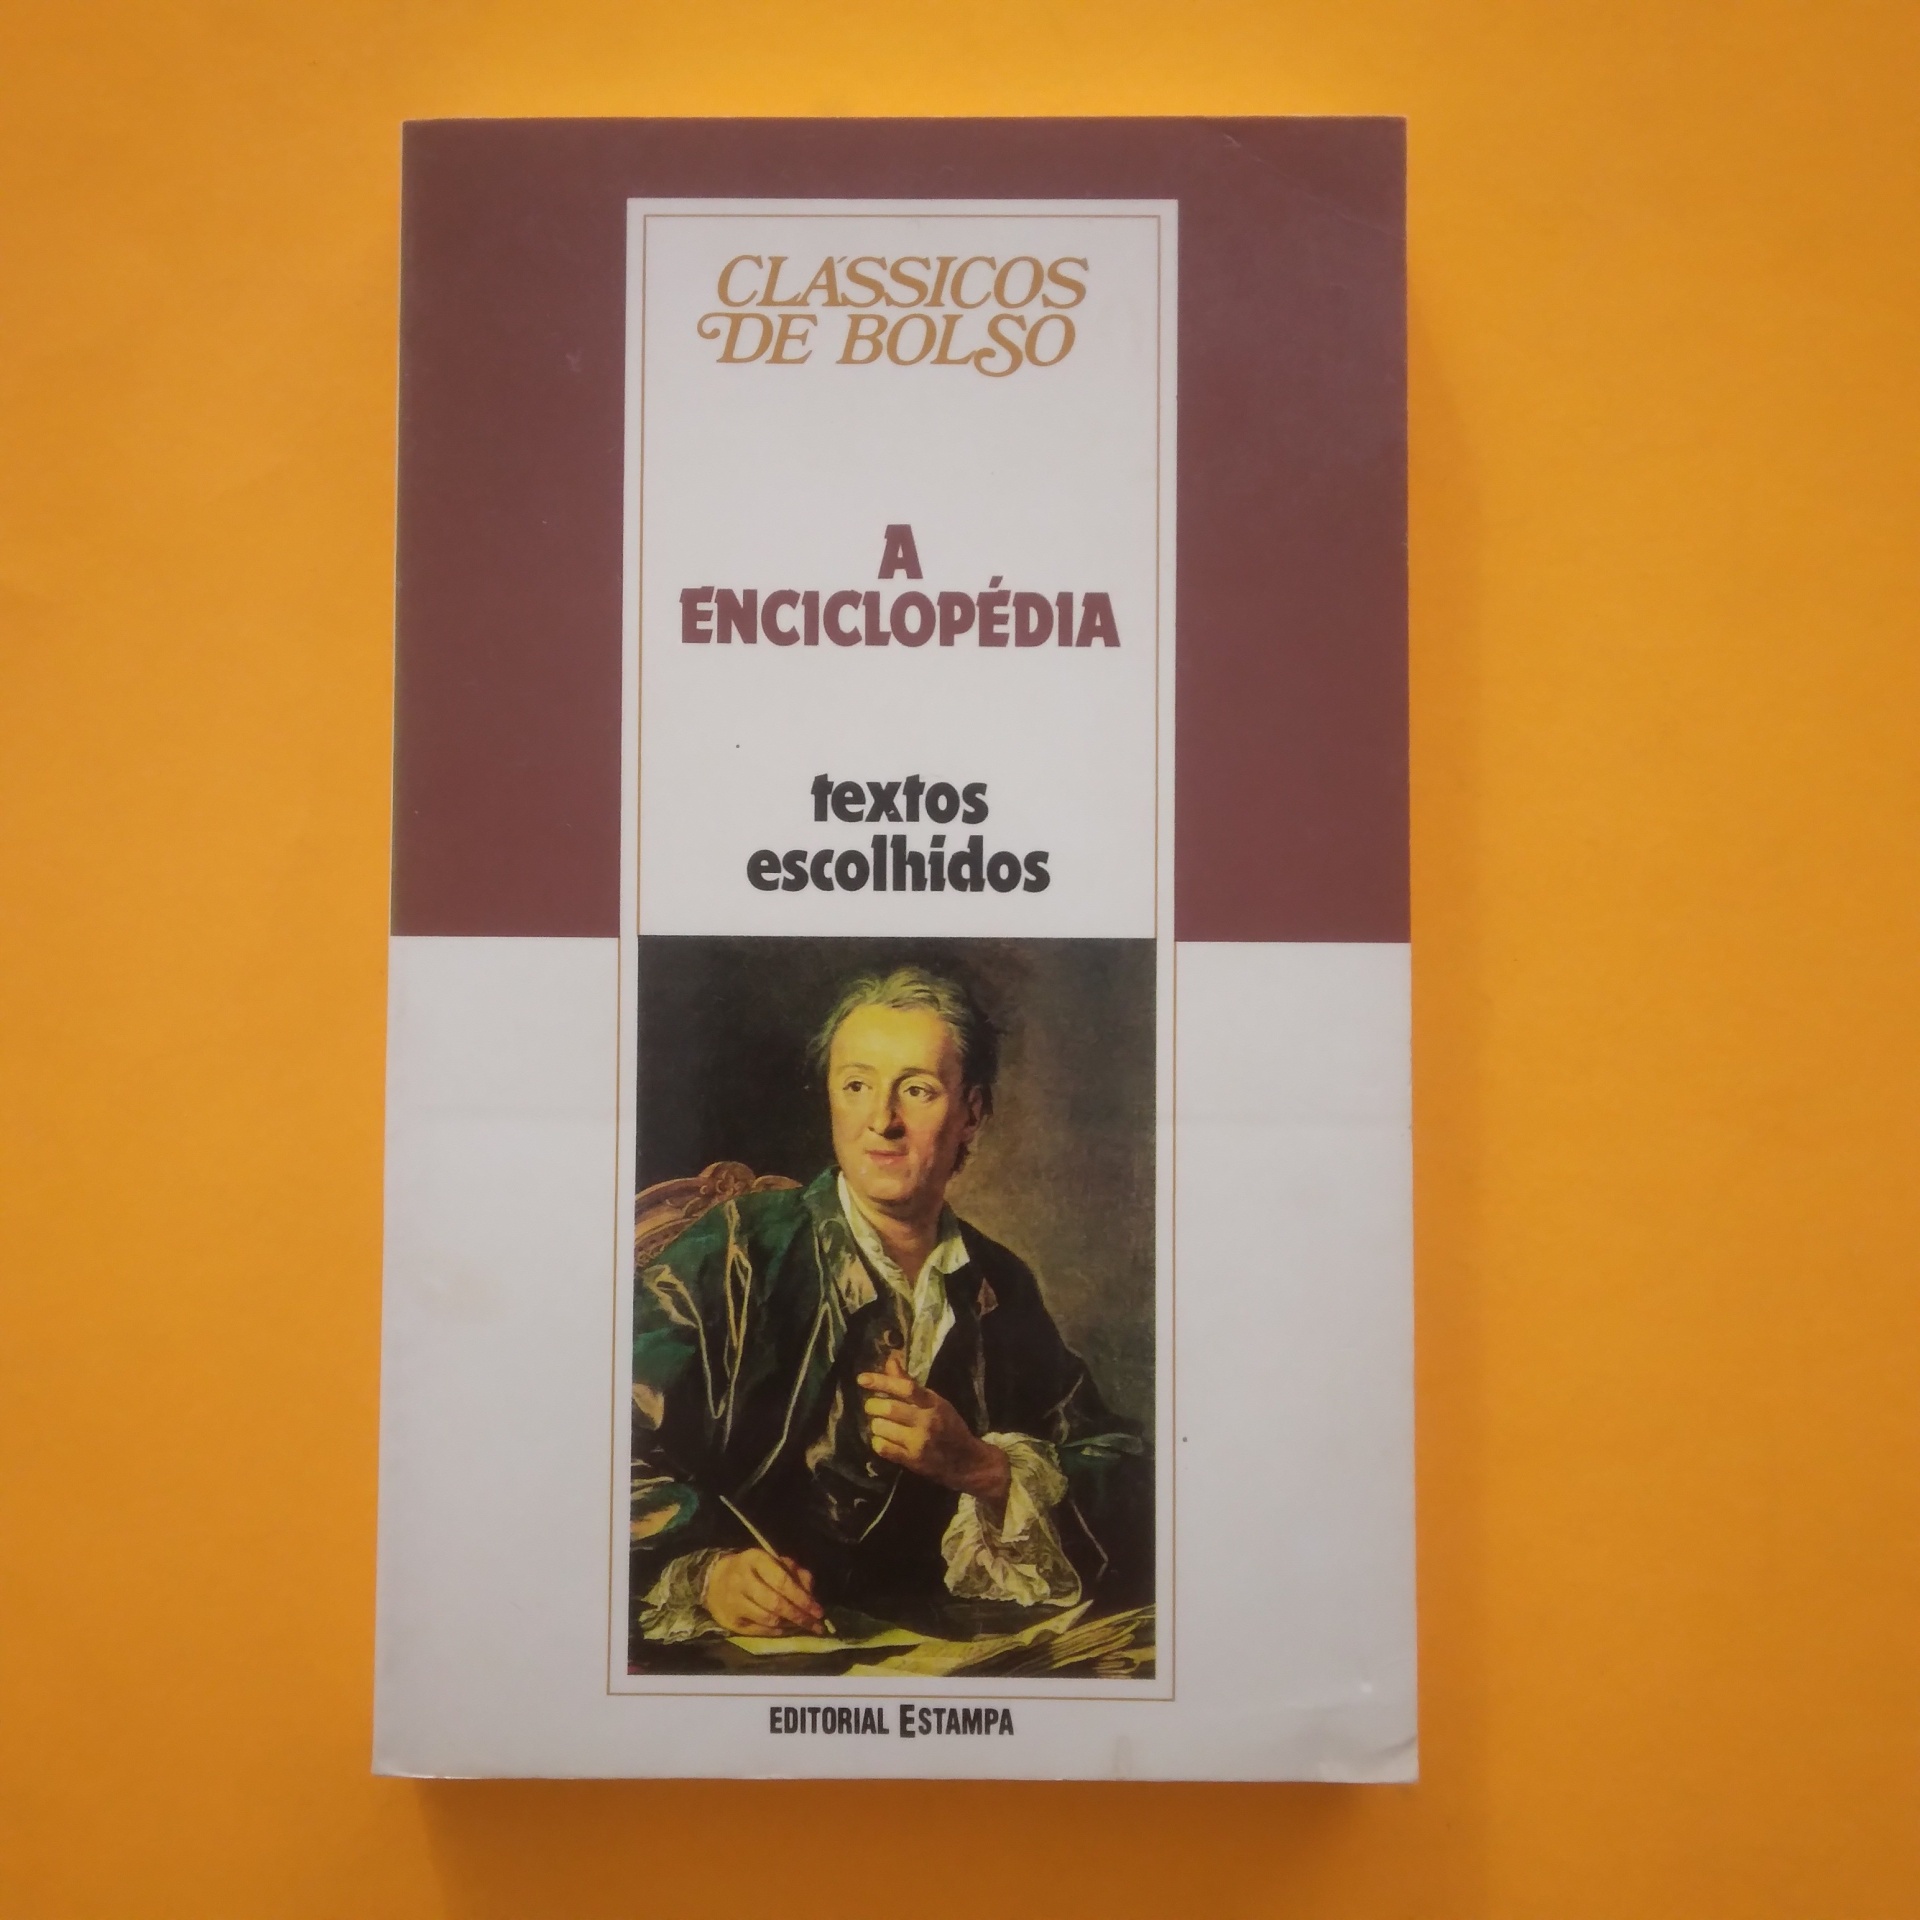 CLÁSSICOS
DE BOLSO
A
ENCICLOPÉDIA
textos
escolhidos
EDITORIAL ESTAMPA